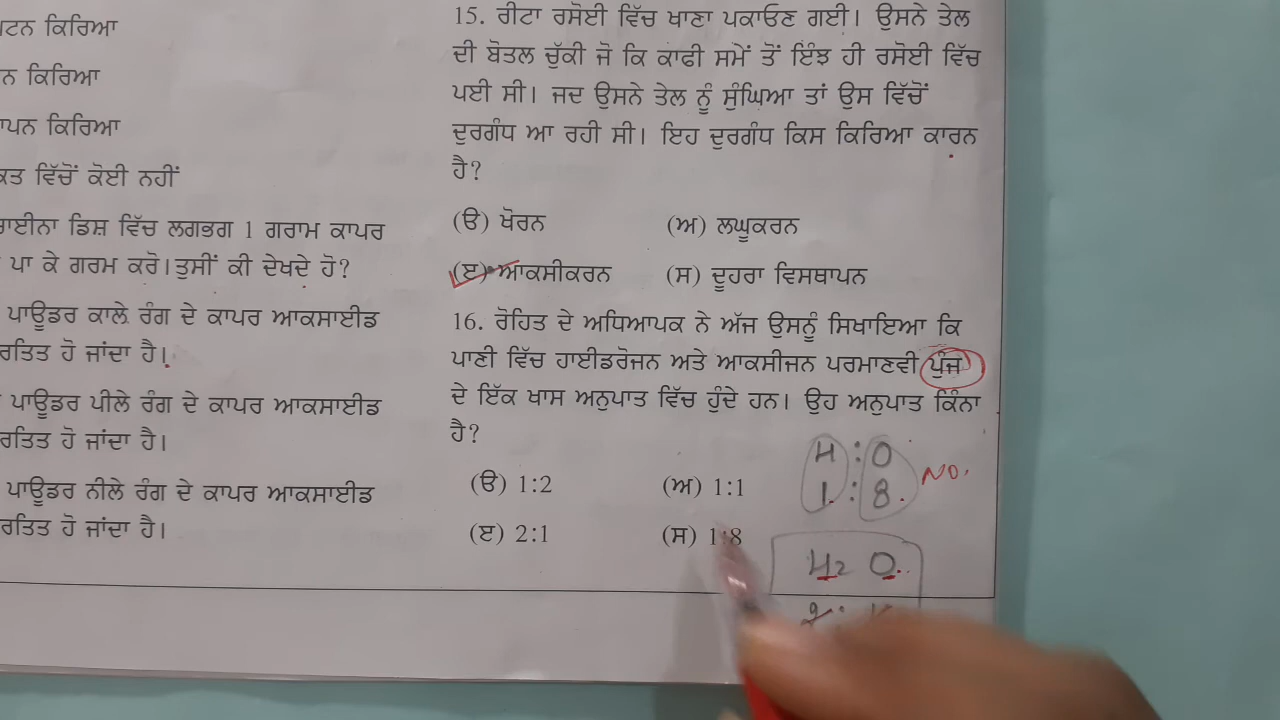 ਟਨ ਕਿਰਿਆ
ਨ ਕਿਰਿਆ
ਾਪਨ ਕਿਰਿਆ
ਕਤ ਵਿੱਚੋਂ ਕੋਈ ਨਹੀਂ
ਚਾਈਨਾ ਡਿਸ਼ ਵਿੱਚ ਲਗਭਗ 1 ਗਰਾਮ ਕਾਪਰ
ਪਾ ਕੇ ਗਰਮ ਕਰੋ। ਤੁਸੀਂ ਕੀ ਦੇਖਦੇ ਹੋ?
ਪਾਊਡਰ ਕਾਲੇ ਰੰਗ ਦੇ ਕਾਪਰ ਆਕਸਾਈਡ
ਰਤਿਤ ਹੋ ਜਾਂਦਾ ਹੈ।
ਪਾਊਡਰ ਪੀਲੇ ਰੰਗ ਦੇ ਕਾਪਰ ਆਕਸਾਈਡ
ਰਤਿਤ ਹੋ ਜਾਂਦਾ ਹੈ।
ਪਾਊਡਰ ਨੀਲੇ ਰੰਗ ਦੇ ਕਾਪਰ ਆਕਸਾਈਡ
ਰਤਿਤ ਹੋ ਜਾਂਦਾ ਹੈ।
15. ਰੀਟਾ ਰਸੋਈ ਵਿੱਚ ਖਾਣਾ ਪਕਾਓਣ ਗਈ। ਉਸਨੇ ਤੇਲ
ਦੀ ਬੋਤਲ ਚੁੱਕੀ ਜੋ ਕਿ ਕਾਫੀ ਸਮੇਂ ਤੋਂ ਇੰਝ ਹੀ ਰਸੋਈ ਵਿੱਚ
ਪਈ ਸੀ। ਜਦ ਉਸਨੇ ਤੇਲ ਨੂੰ ਸੁੰਘਿਆ ਤਾਂ ਉਸ ਵਿੱਚੋਂ
ਦੁਰਗੰਧ ਆ ਰਹੀ ਸੀ। ਇਹ ਦੁਰਗੰਧ ਕਿਸ ਕਿਰਿਆ ਕਾਰਨ
ਹੈ?
(ੳ) ਖੋਰਨ (ਅ) ਲਘੂਕਰਨ
(ੲ) ਆਕਸੀਕਰਨ (ਸ) ਦੂਹਰਾ ਵਿਸਥਾਪਨ
16. ਰੋਹਿਤ ਦੇ ਅਧਿਆਪਕ ਨੇ ਅੱਜ ਉਸਨੂੰ ਸਿਖਾਇਆ ਕਿ
ਪਾਣੀ ਵਿੱਚ ਹਾਈਡਰੋਜਨ ਅਤੇ ਆਕਸੀਜਨ ਪਰਮਾਣਵੀ ਪੁੰਜ
ਦੇ ਇੱਕ ਖਾਸ ਅਨੁਪਾਤ ਵਿੱਚ ਹੁੰਦੇ ਹਨ। ਉਹ ਅਨੁਪਾਤ ਕਿੰਨਾ
ਹੈ?
(ੳ) 1:2 (ਅ) 1:1
(ੲ) 2:1 (ਸ) 1:8
H : O
1 : 8 . NO.
H2 O
2 :